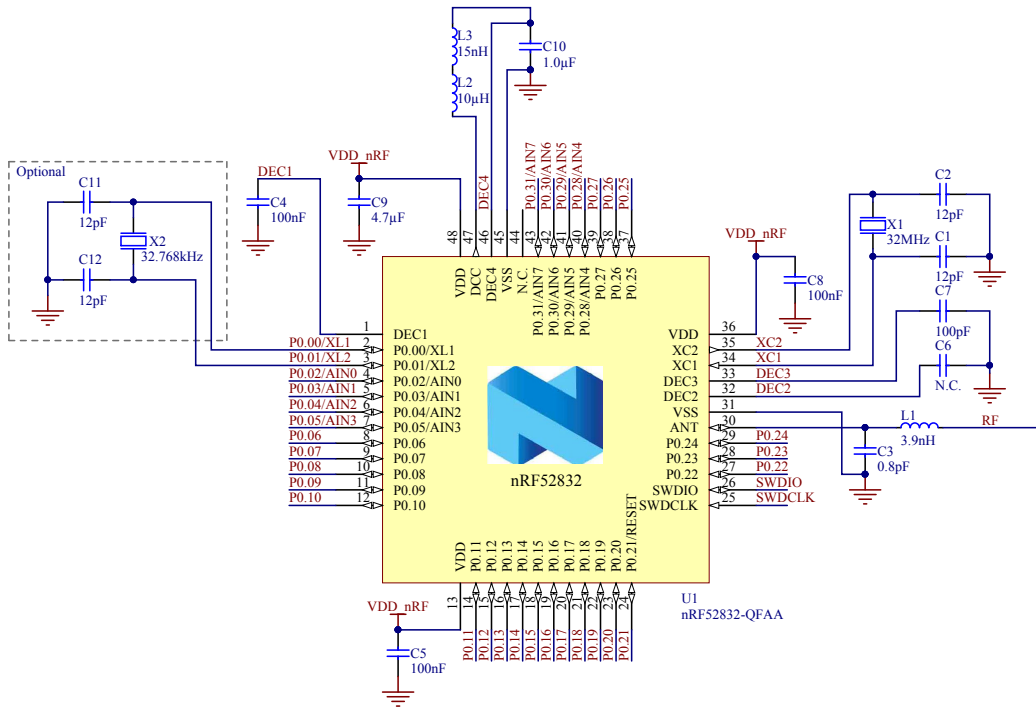 L3
15nH
L2
10µH
C10
1.0µF
Optional
C11
12pF
X2
32.768kHz
C12
12pF
DEC1
C4
100nF
VDD_nRF
C9
4.7µF
DEC4
P0.31/AIN7
P0.30/AIN6
P0.29/AIN5
P0.28/AIN4
P0.27
P0.26
P0.25
48
47
46
45
44
43
42
41
40
39
38
37
VDD
DCC
DEC4
VSS
N.C.
P0.31/AIN7
P0.30/AIN6
P0.29/AIN5
P0.28/AIN4
P0.27
P0.26
P0.25
VDD_nRF
C8
100nF
C2
12pF
X1
32MHz
C1
12pF
C7
100pF
C6
N.C.
1 DEC1
P0.00/XL1 2 P0.00/XL1
P0.01/XL2 3 P0.01/XL2
P0.02/AIN0 4 P0.02/AIN0
P0.03/AIN1 5 P0.03/AIN1
P0.04/AIN2 6 P0.04/AIN2
P0.05/AIN3 7 P0.05/AIN3
P0.06 8 P0.06
P0.07 9 P0.07
P0.08 10 P0.08
P0.09 11 P0.09
P0.10 12 P0.10
nRF52832
VDD 36
XC2 35 XC2
XC1 34 XC1
DEC3 33 DEC3
DEC2 32 DEC2
VSS 31
ANT 30
P0.24 29 P0.24
P0.23 28 P0.23
P0.22 27 P0.22
SWDIO 26 SWDIO
SWDCLK 25 SWDCLK
L1
3.9nH
RF
C3
0.8pF
VDD
P0.11
P0.12
P0.13
P0.14
P0.15
P0.16
P0.17
P0.18
P0.19
P0.20
P0.21/RESET
13
14
15
16
17
18
19
20
21
22
23
24
P0.11
P0.12
P0.13
P0.14
P0.15
P0.16
P0.17
P0.18
P0.19
P0.20
P0.21
VDD_nRF
C5
100nF
U1
nRF52832-QFAA